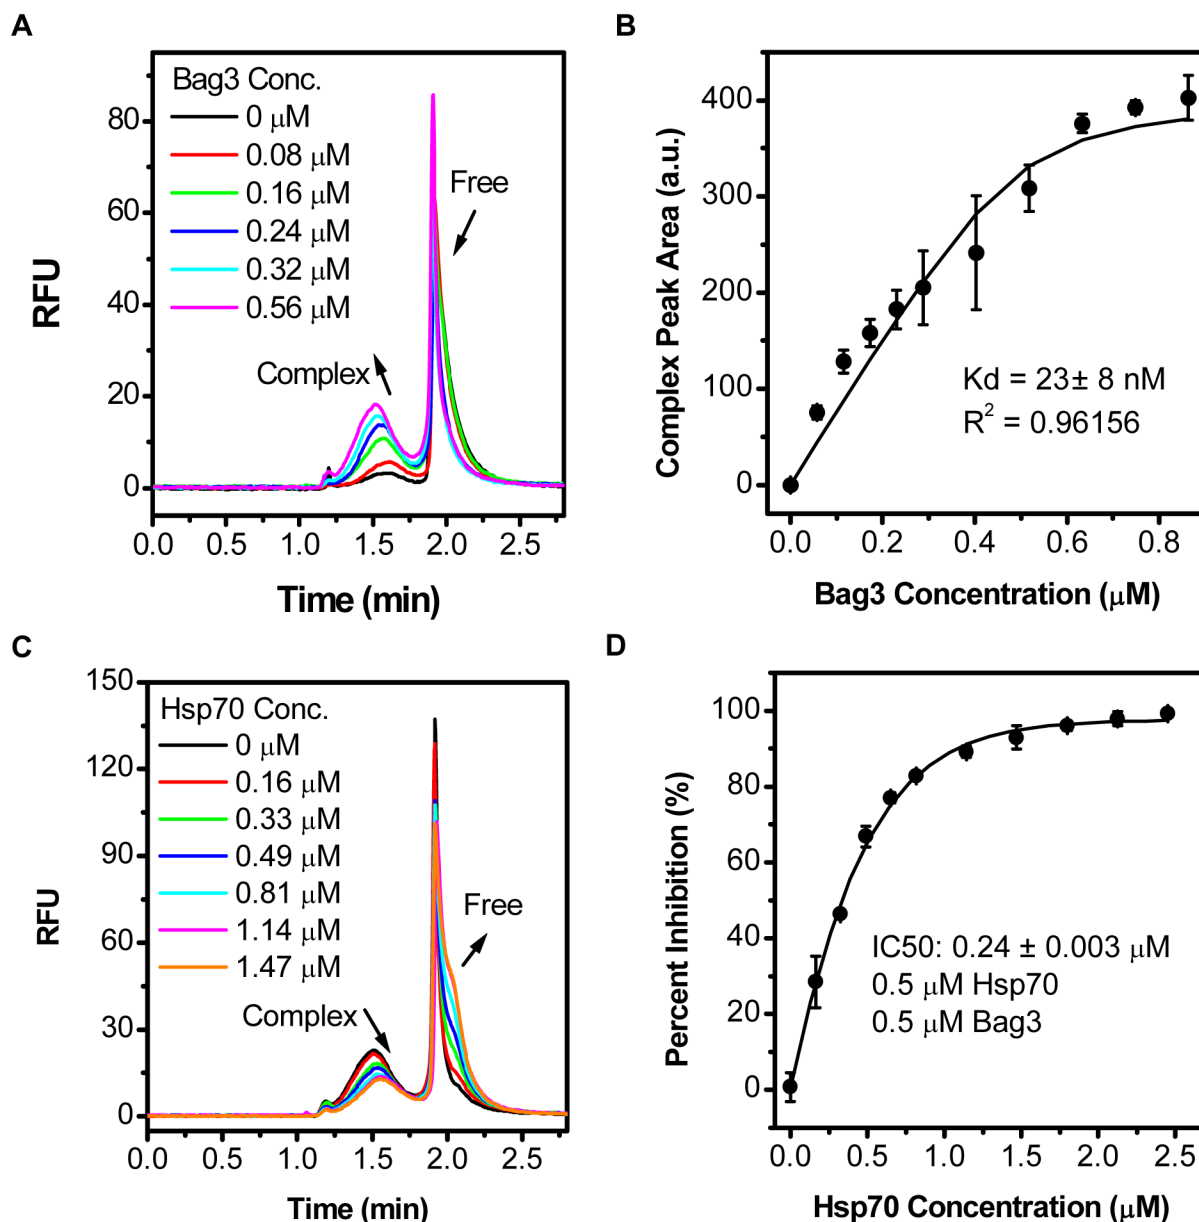 A
Bag3 Conc.
0 μM
0.08 μM
0.16 μM
0.24 μM
0.32 μM
0.56 μM
Free
Complex
RFU
80
60
40
20
0
0.0 0.5 1.0 1.5 2.0 2.5
Time (min)
B
Complex Peak Area (a.u.)
400
300
200
100
0
Kd = 23± 8 nM
R² = 0.96156
0.0 0.2 0.4 0.6 0.8
Bag3 Concentration (μM)
C
150
120
90
60
30
0
RFU
Hsp70 Conc.
0 μM
0.16 μM
0.33 μM
0.49 μM
0.81 μM
1.14 μM
1.47 μM
Free
Complex
0.0 0.5 1.0 1.5 2.0 2.5
Time (min)
D
Percent Inhibition (%)
100
80
60
40
20
0
IC50: 0.24 ± 0.003 μM
0.5 μM Hsp70
0.5 μM Bag3
0.0 0.5 1.0 1.5 2.0 2.5
Hsp70 Concentration (μM)